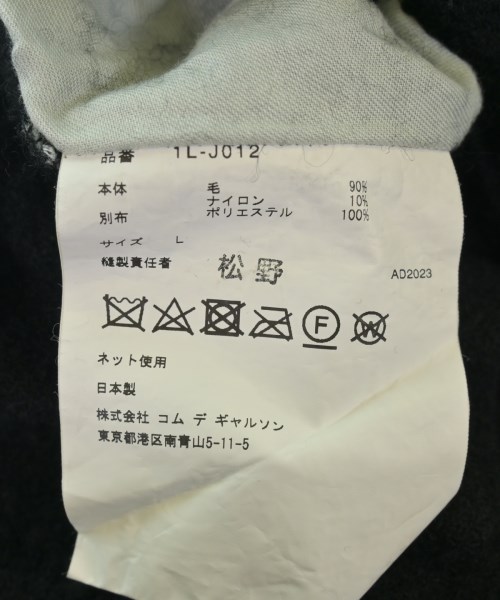 品番 1L-J012
本体 毛 90%
ナイロン 10%
別布 ポリエステル 100%
サイズ L
縫製責任者 松野
AD2023
F W
ネット使用
日本製
株式会社 コム デ ギャルソン
東京都港区南青山5-11-5